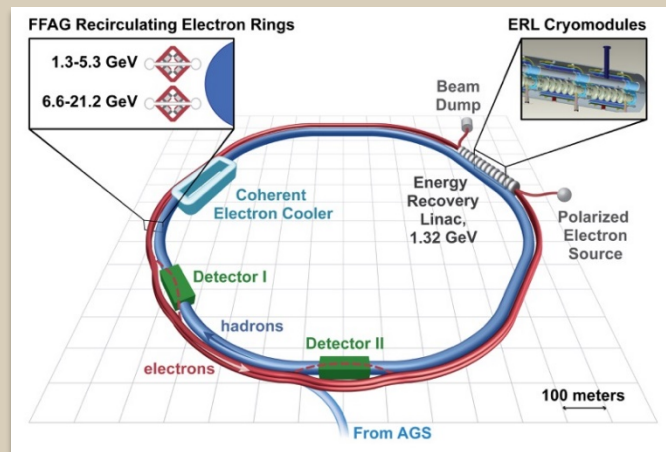 FFAG Recirculating Electron Rings
1.3-5.3 GeV
6.6-21.2 GeV
ERL Cryomodules
Beam
Dump
Energy
Recovery
Linac,
1.32 GeV
Polarized
Electron
Source
Coherent
Electron Cooler
Detector I
hadrons
Detector II
electrons
100 meters
From AGS